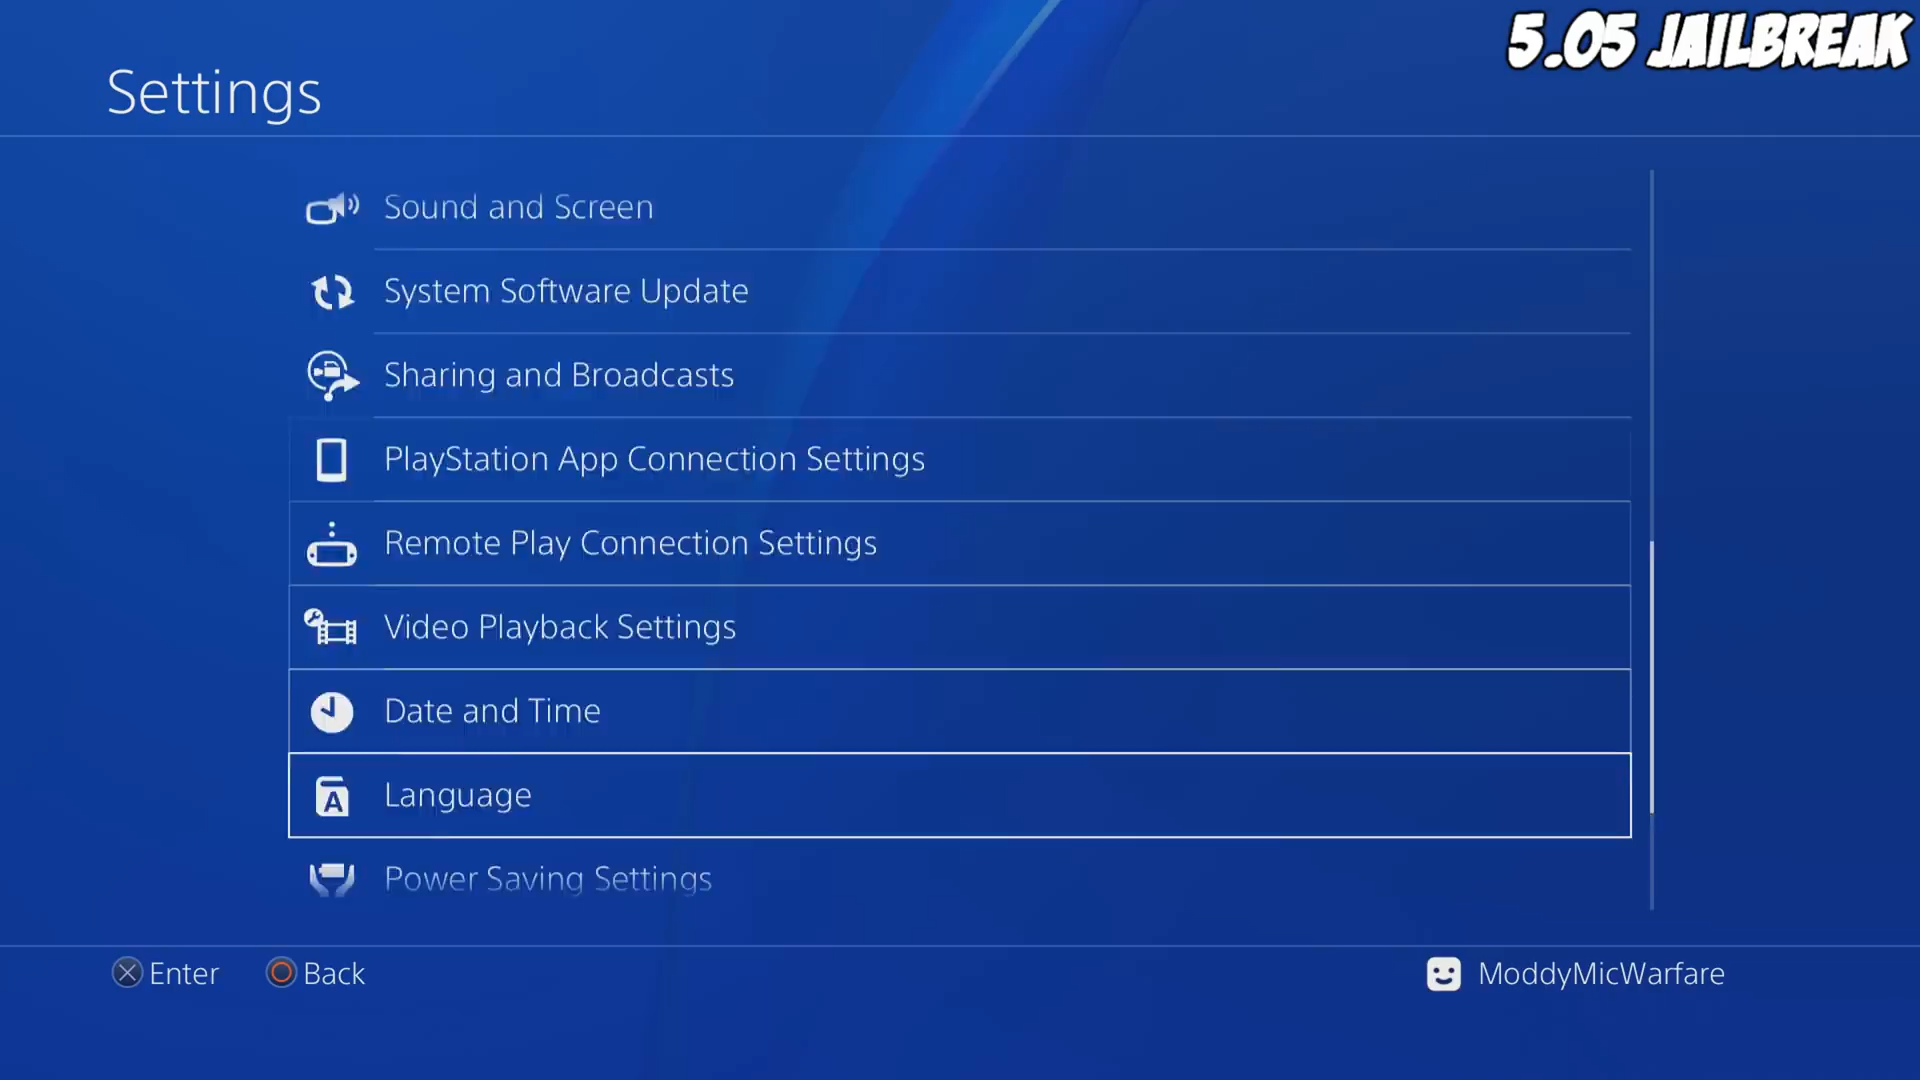 5.05 JAILBREAK
Settings
Sound and Screen
System Software Update
Sharing and Broadcasts
PlayStation App Connection Settings
Remote Play Connection Settings
Video Playback Settings
Date and Time
A Language
Power Saving Settings
Enter Back ModdyMicWarfare